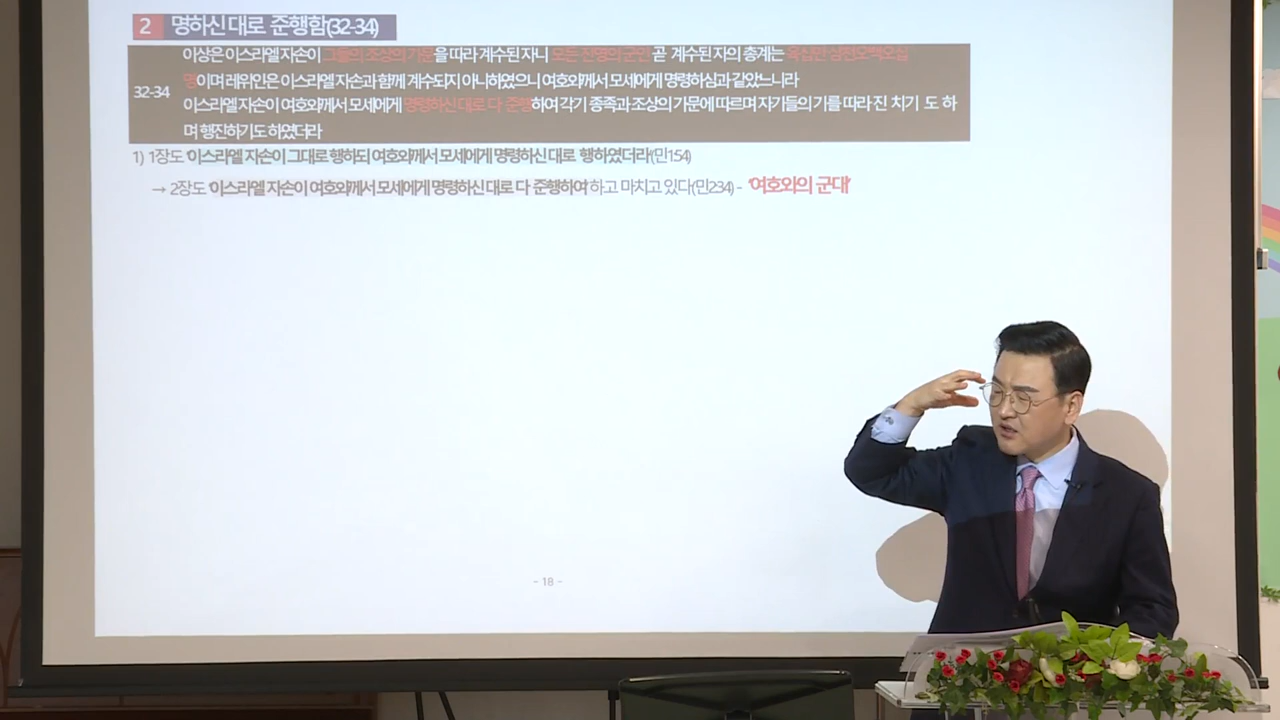 2 명하신 대로 준행함(32-34)
32-34
이상은 이스라엘 자손이 그들의 조상의 가문을 따라 계수된 자니 모든 진영의 군인 곧 계수된 자의 총계는 육십만 삼천오백오십
명이며 레위인은 이스라엘 자손과 함께 계수되지 아니하였으니 여호와께서 모세에게 명령하심과 같았느니라
이스라엘 자손이 여호와께서 모세에게 명령하신 대로 다 준행하여 각기 종족과 조상의 가문에 따르며 자기들의 기를 따라 진 치기 도 하
며 행진하기도 하였더라
1) 1장도 '이스라엘 자손이 그대로 행하되 여호와께서 모세에게 명령하신 대로 행하였더라'(민1:54)
→ 2장도 '이스라엘 자손이 여호와께서 모세에게 명령하신 대로 다 준행하여' 하고 마치고 있다(민2:34) - '여호와의 군대'
- 18 -